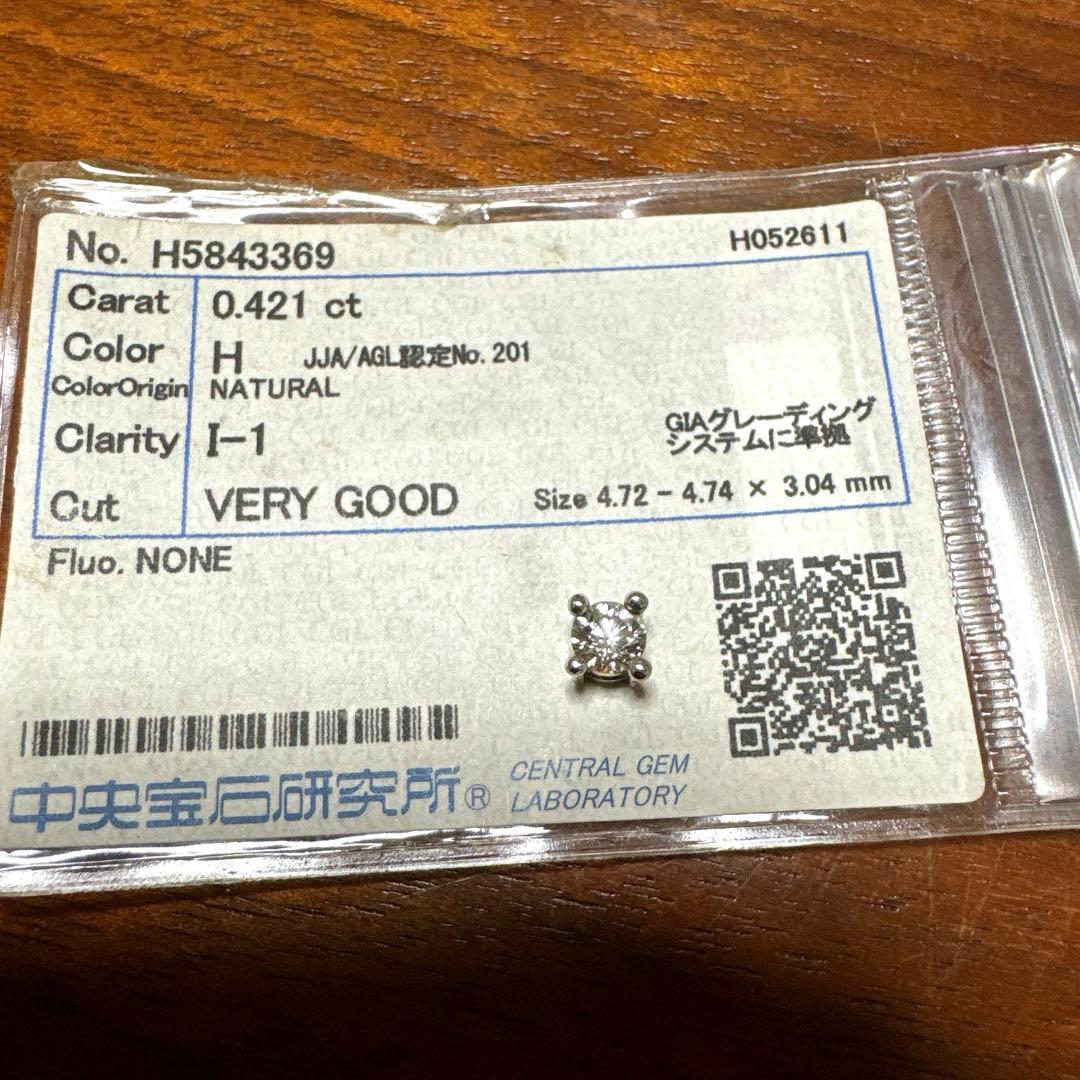 No. H5843369 H052611
Carat 0.421 ct
Color H JJA/AGL認定No. 201
ColorOrigin NATURAL
Clarity I-1
GIAグレーディング
システムに準拠
Cut VERY GOOD Size 4.72 - 4.74 × 3.04 mm
Fluo. NONE
中央宝石研究所® CENTRAL GEM
LABORATORY